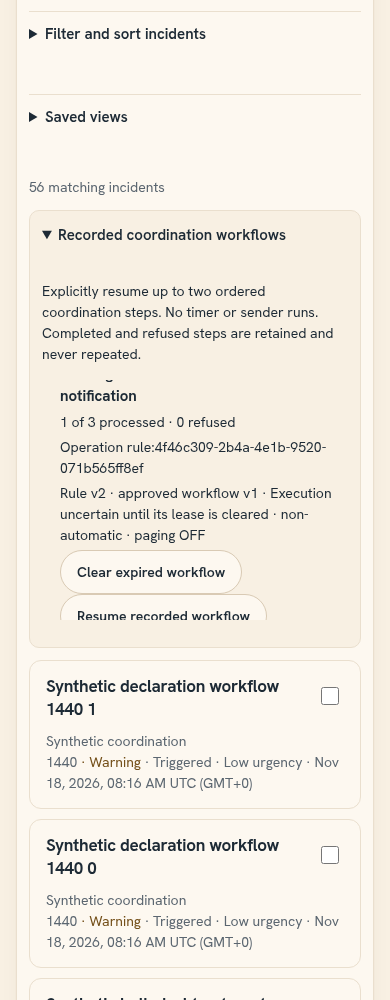 Filter and sort incidents
Saved views
56 matching incidents
Recorded coordination workflows
Explicitly resume up to two ordered
coordination steps. No timer or sender runs.
Completed and refused steps are retained and
never repeated.
notification
1 of 3 processed · 0 refused
Operation rule:4f46c309-2b4a-4e1b-9520-
071b565ff8ef
Rule v2 · approved workflow v1 · Execution
uncertain until its lease is cleared · non-
automatic · paging OFF
Clear expired workflow
Resume recorded workflow
Synthetic declaration workflow
1440 1
Synthetic coordination
1440 · Warning · Triggered · Low urgency · Nov
18, 2026, 08:16 AM UTC (GMT+0)
Synthetic declaration workflow
1440 0
Synthetic coordination
1440 · Warning · Triggered · Low urgency · Nov
18, 2026, 08:16 AM UTC (GMT+0)